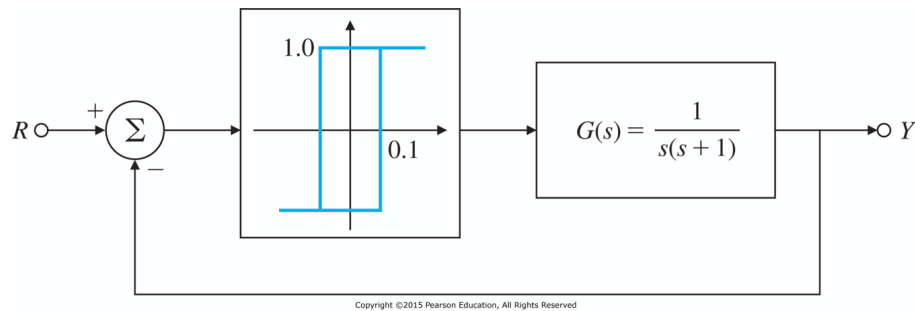 1.0
0.1
R
+
Σ
−
G(s) = 1 / s(s + 1)
Y
Copyright ©2015 Pearson Education, All Rights Reserved